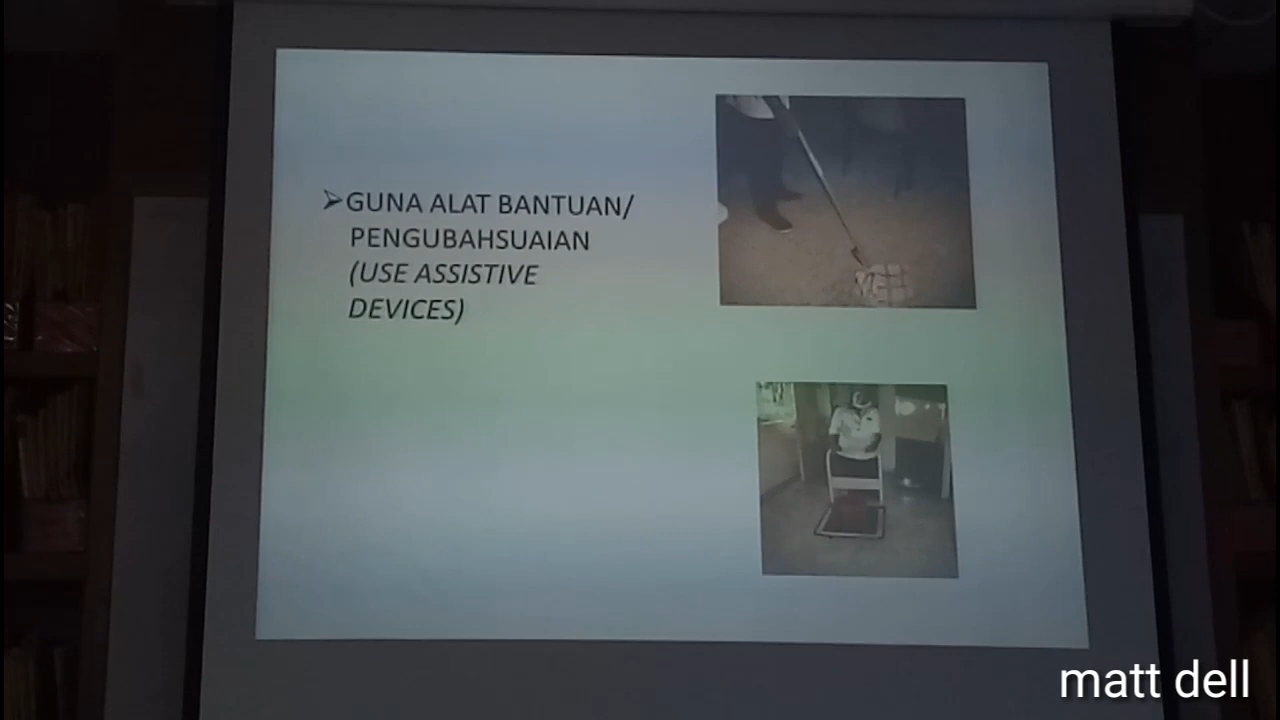 ➢GUNA ALAT BANTUAN/
PENGUBAHSUAIAN
(USE ASSISTIVE
DEVICES)
matt dell